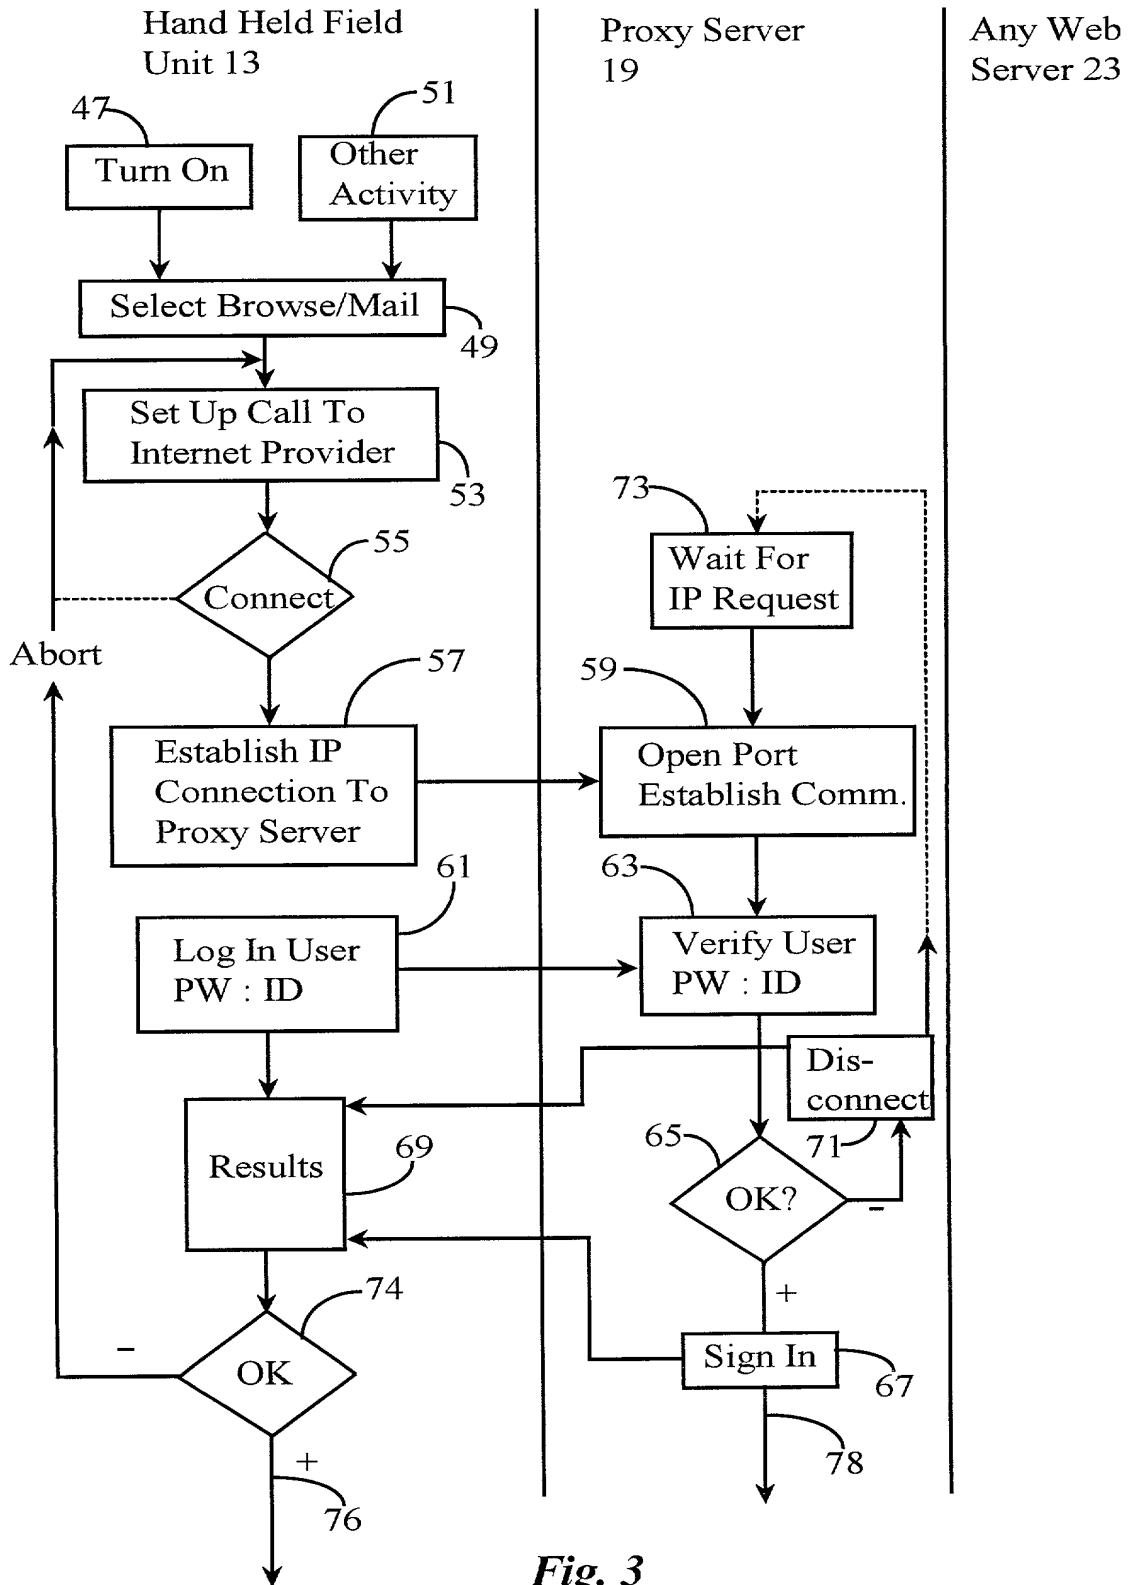 Hand Held Field
Unit 13
Proxy Server
19
Any Web
Server 23
47
51
Turn On
Other
Activity
Select Browse/Mail
49
Set Up Call To
Internet Provider
53
73
55
Wait For
IP Request
Connect
Abort
57
59
Establish IP
Connection To
Proxy Server
Open Port
Establish Comm.
61
63
Log In User
PW : ID
Verify User
PW : ID
Dis-
connect
71
65
69
Results
OK?
-
74
+
-
OK
Sign In
67
+
78
76
Fig. 3